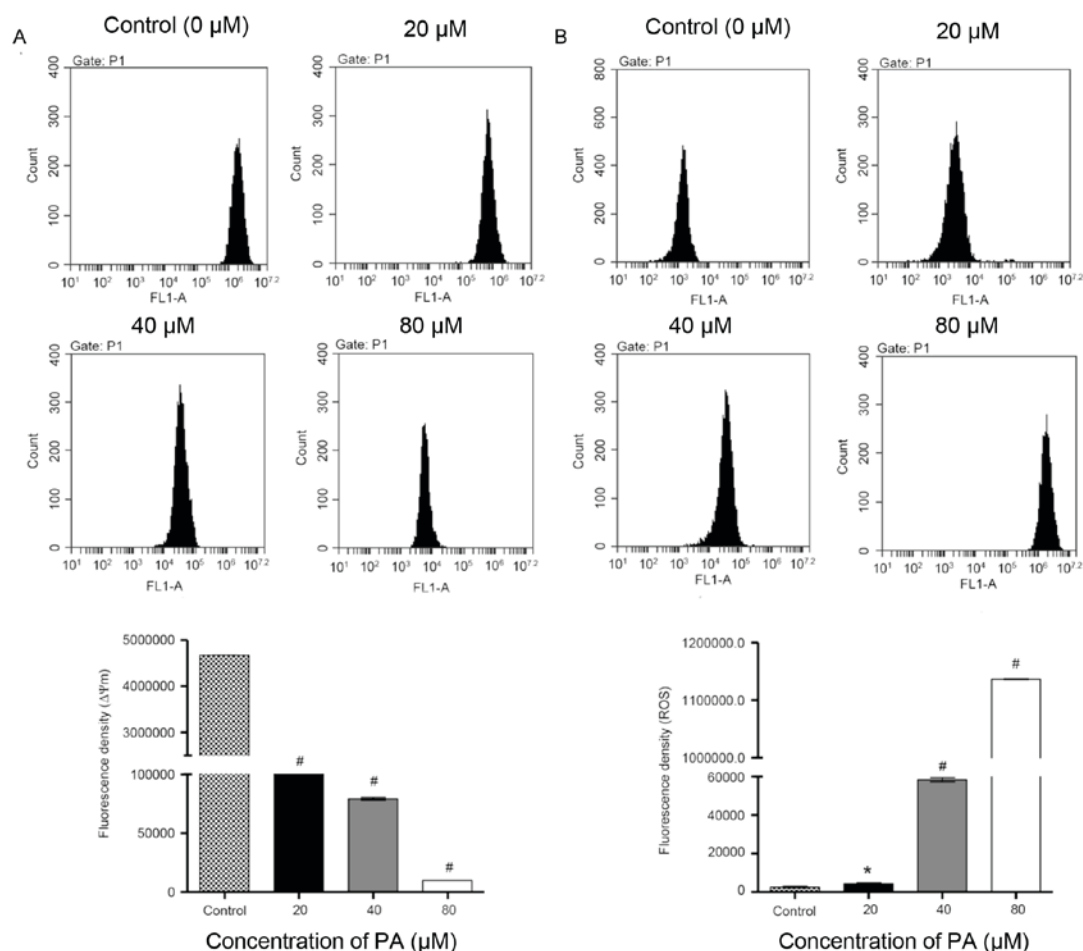 A
Control (0 µM)
20 µM
Gate: P1
400
300
200
100
0
Count
10¹ 10² 10³ 10⁴ 10⁵ 10⁶ 10⁷·²
FL1-A
Gate: P1
400
300
200
100
0
Count
10¹ 10² 10³ 10⁴ 10⁵ 10⁶ 10⁷·²
FL1-A
40 µM
80 µM
Gate: P1
400
300
200
100
0
Count
10¹ 10² 10³ 10⁴ 10⁵ 10⁶ 10⁷·²
FL1-A
Gate: P1
400
300
200
100
0
Count
10¹ 10² 10³ 10⁴ 10⁵ 10⁶ 10⁷·²
FL1-A
Fluorescence density (ΔΨm)
5000000
4000000
3000000
100000
50000
0
#
#
#
Control 20 40 80
Concentration of PA (µM)
B
Control (0 µM)
20 µM
Gate: P1
800
600
400
200
0
Count
10¹ 10² 10³ 10⁴ 10⁵ 10⁶ 10⁷·²
FL1-A
Gate: P1
400
300
200
100
0
Count
10¹ 10² 10³ 10⁴ 10⁵ 10⁶ 10⁷·²
FL1-A
40 µM
80 µM
Gate: P1
400
300
200
100
0
Count
10¹ 10² 10³ 10⁴ 10⁵ 10⁶ 10⁷·²
FL1-A
Gate: P1
400
300
200
100
0
Count
10¹ 10² 10³ 10⁴ 10⁵ 10⁶ 10⁷·²
FL1-A
Fluorescence density (ROS)
1200000.0
1100000.0
1000000.0
60000
40000
20000
0
*
#
#
Control 20 40 80
Concentration of PA (µM)